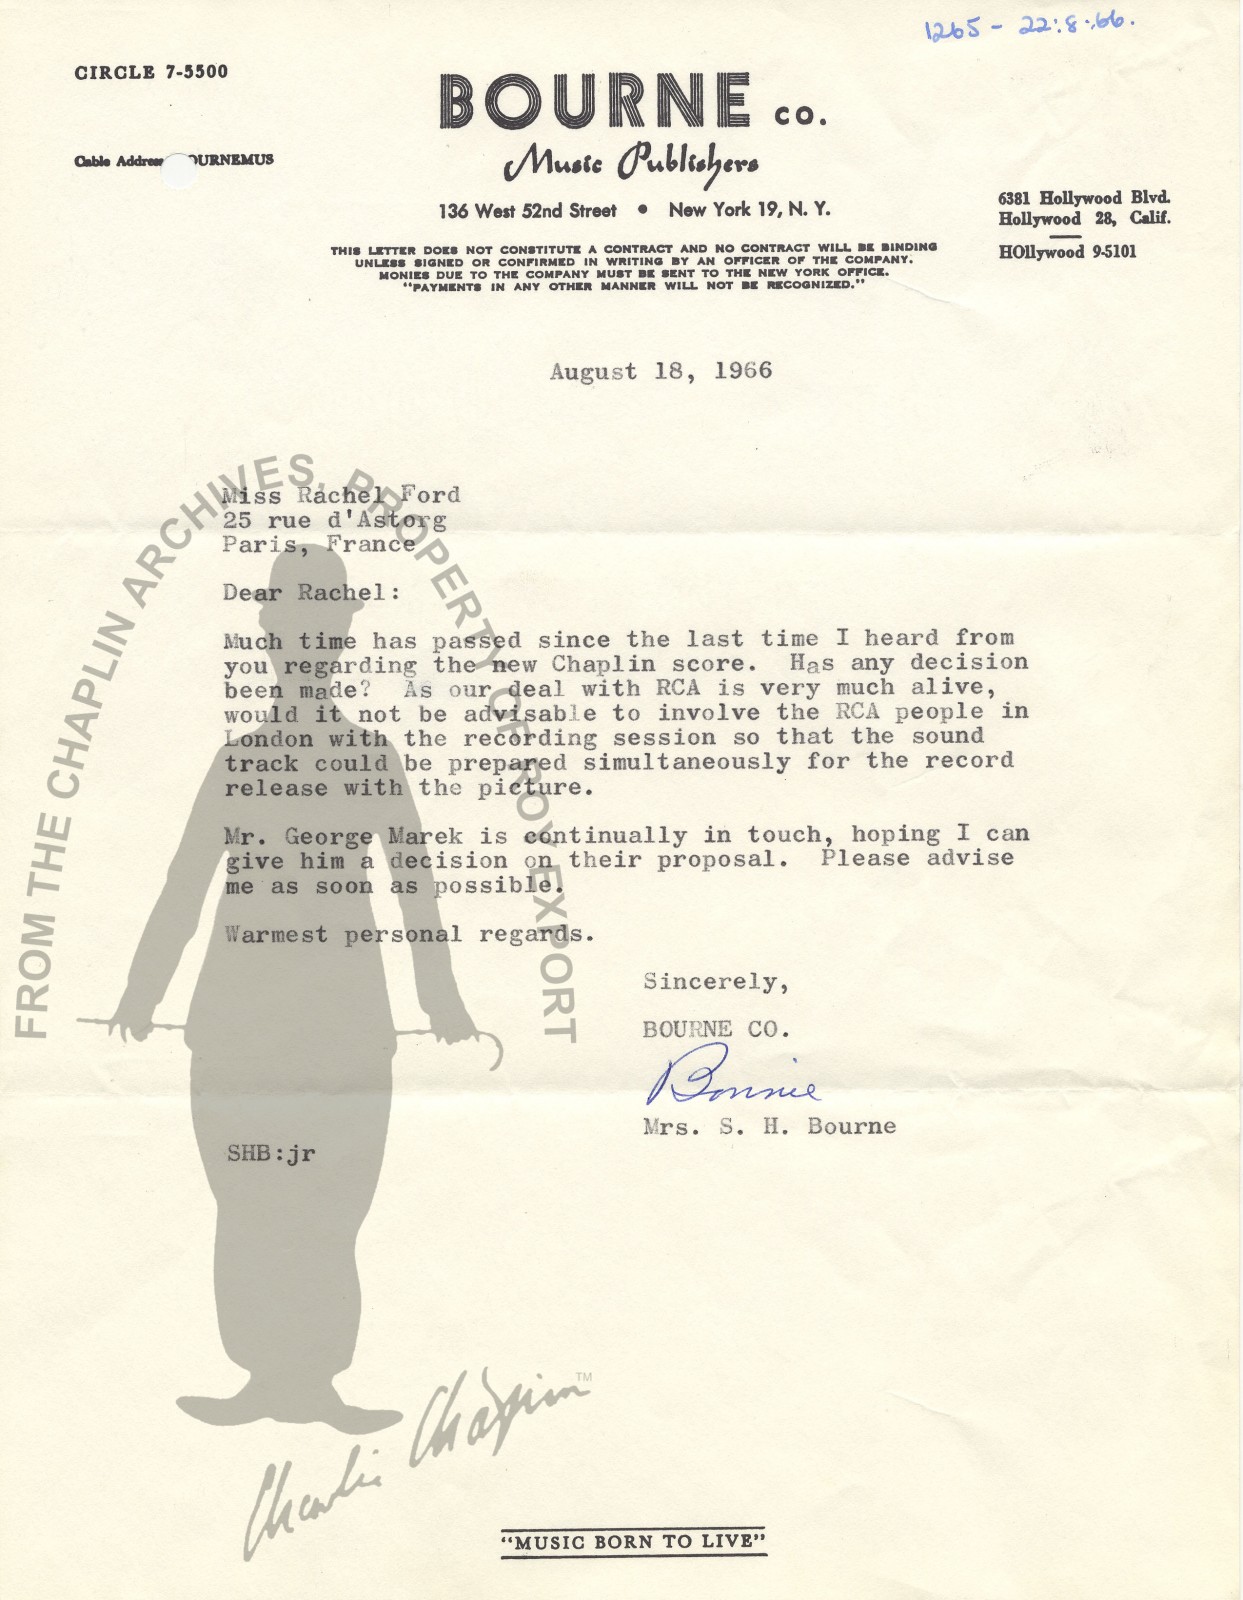 1265 - 22:8:66.
CIRCLE 7-5500
BOURNE CO.
Music Publishers
Cable Address OURNEMUS
136 West 52nd Street • New York 19, N. Y.
6381 Hollywood Blvd.
Hollywood 28, Calif.
HOllywood 9-5101
THIS LETTER DOES NOT CONSTITUTE A CONTRACT AND NO CONTRACT WILL BE BINDING
UNLESS SIGNED OR CONFIRMED IN WRITING BY AN OFFICER OF THE COMPANY.
MONIES DUE TO THE COMPANY MUST BE SENT TO THE NEW YORK OFFICE.
"PAYMENTS IN ANY OTHER MANNER WILL NOT BE RECOGNIZED."
August 18, 1966
Miss Rachel Ford
25 rue d'Astorg
Paris, France
Dear Rachel:
Much time has passed since the last time I heard from
you regarding the new Chaplin score. Has any decision
been made? As our deal with RCA is very much alive,
would it not be advisable to involve the RCA people in
London with the recording session so that the sound
track could be prepared simultaneously for the record
release with the picture.
Mr. George Marek is continually in touch, hoping I can
give him a decision on their proposal. Please advise
me as soon as possible.
Warmest personal regards.
Sincerely,
BOURNE CO.
Bonnie
Mrs. S. H. Bourne
SHB:jr
FROM THE CHAPLIN ARCHIVES, PROPERTY OF ROY EXPORT
Charlie Chaplin TM
"MUSIC BORN TO LIVE"